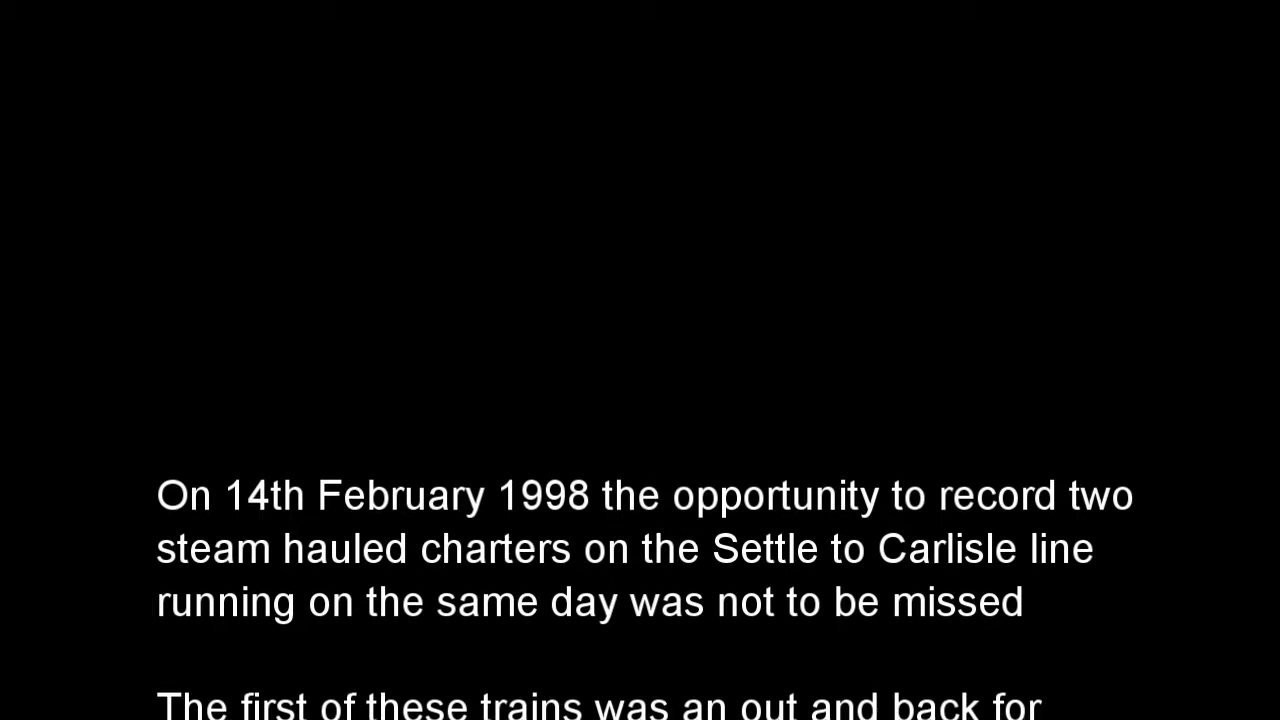 On 14th February 1998 the opportunity to record two
steam hauled charters on the Settle to Carlisle line
running on the same day was not to be missed
The first of these trains was an out and back for